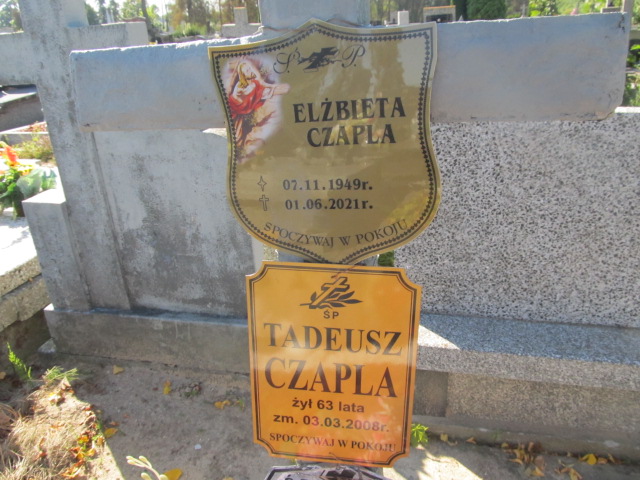 Ś. P.
ELŻBIETA
CZAPLA
07.11.1949r.
01.06.2021r.
SPOCZYWAJ W POKOJU
ŚP
TADEUSZ
CZAPLA
żył 63 lata
zm. 03.03.2008r.
SPOCZYWAJ W POKOJU